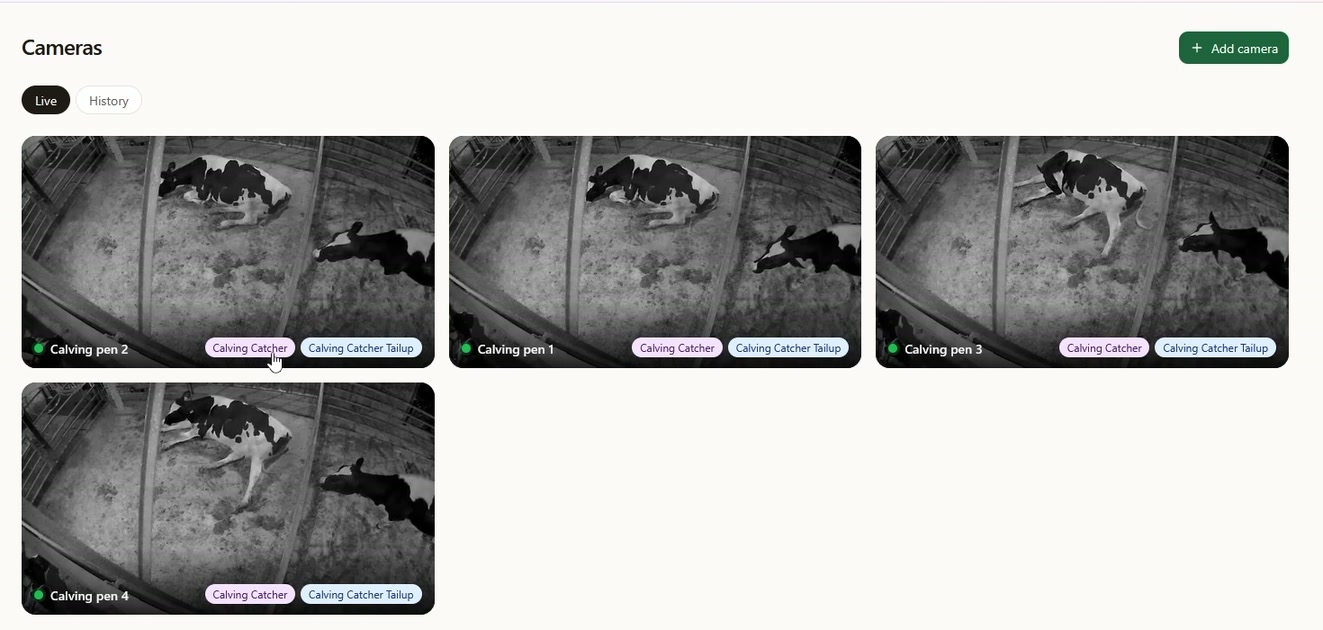 Cameras
+ Add camera
Live
History
Calving pen 2
Calving Catcher
Calving Catcher Tailup
Calving pen 1
Calving Catcher
Calving Catcher Tailup
Calving pen 3
Calving Catcher
Calving Catcher Tailup
Calving pen 4
Calving Catcher
Calving Catcher Tailup